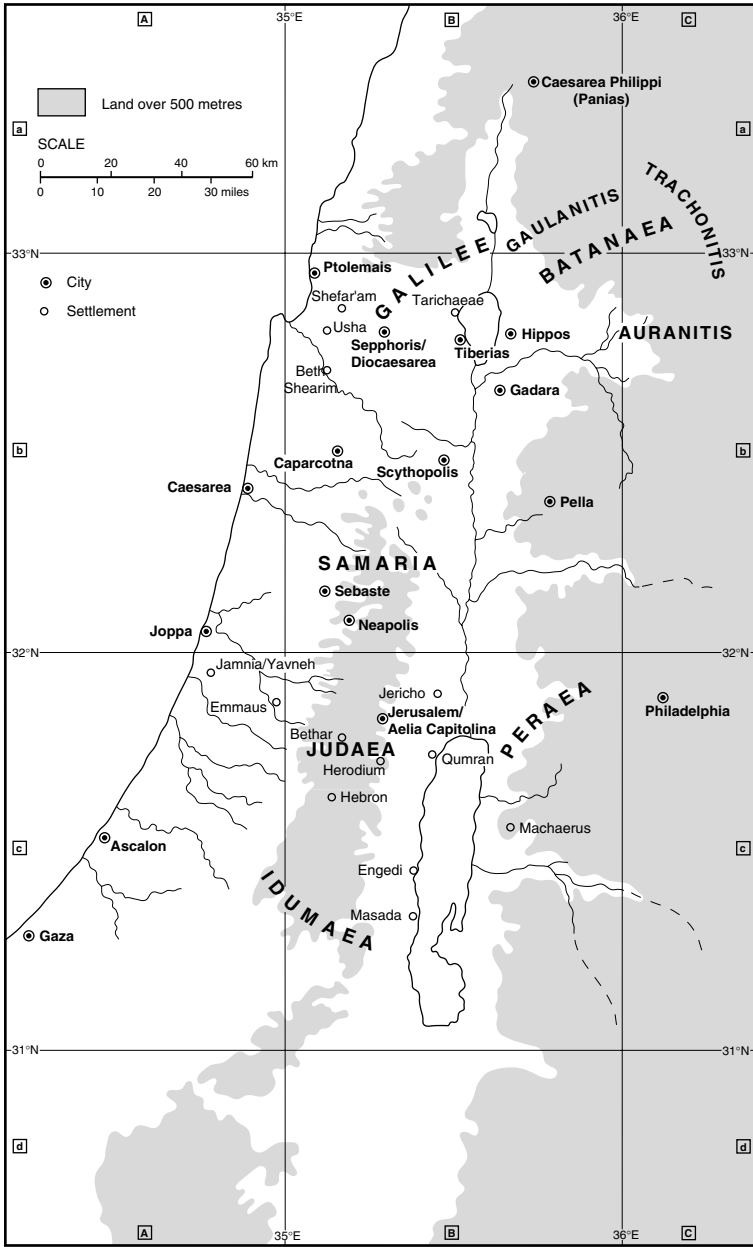 A
35°E
B
36°E
C
Caesarea Philippi
(Panias)
Land over 500 metres
a
a
SCALE
0 20 40 60 km
0 10 20 30 miles
TRACHONITIS
GAULANITIS
BATANAEA
GALILEE
33°N
33°N
Ptolemais
City
Shefar'am
Tarichaeae
Settlement
Usha
Sepphoris/
Diocaesarea
Tiberias
Hippos
AURANITIS
Beth
Shearim
Gadara
b
b
Caparcotna
Scythopolis
Caesarea
Pella
SAMARIA
Sebaste
Neapolis
Joppa
32°N
32°N
Jamnia/Yavneh
Jericho
Emmaus
PERAEA
Philadelphia
Jerusalem/
Aelia Capitolina
Bethar
JUDAEA
Qumran
Herodium
Hebron
Machaerus
Ascalon
c
c
Engedi
IDUMAEA
Masada
Gaza
31°N
31°N
d
d
A
35°E
B
36°E
C